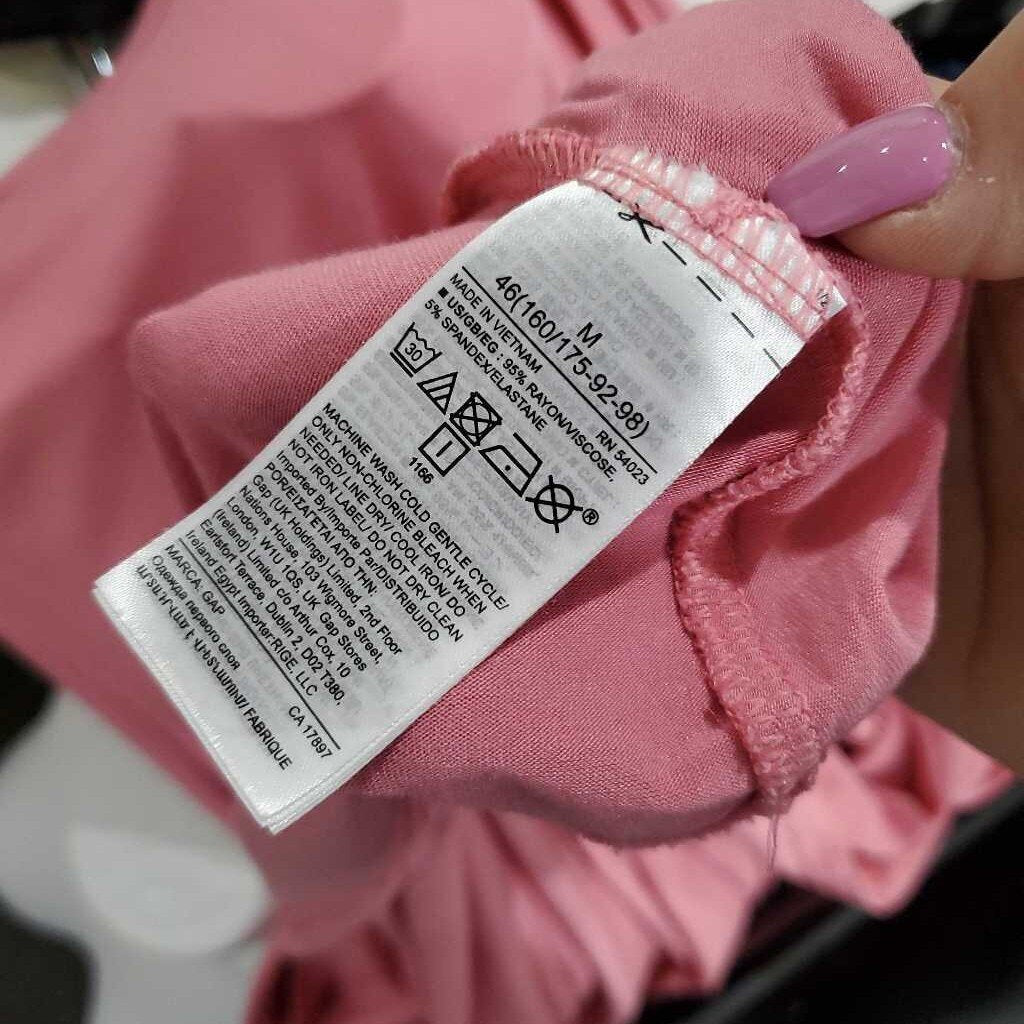 M
46(160/175-92-98)
RN 54023
MADE IN VIETNAM
■ US/GB/EG : 95% RAYON/VISCOSE,
5% SPANDEX/ELASTANE
30
®
1166
MACHINE WASH COLD GENTLE CYCLE/
ONLY NON-CHLORINE BLEACH WHEN
NEEDED/ LINE DRY/ COOL IRON/ DO
NOT IRON LABEL/ DO NOT DRY CLEAN
Imported By/Importe Par/DISTRIBUIDO
POR/ΕΙΣΑΓΕΤΑΙ ΑΠΟ ΤΗΝ:
Gap (UK Holdings) Limited, 2nd Floor
Nations House, 103 Wigmore Street,
London, W1U 1QS, UK. Gap Stores
(Ireland) Limited, c/o Arthur Cox, 10
Earlsfort Terrace, Dublin 2, D02 T380,
Ireland Egypt Importer:RIGE, LLC
MARCA. GAP
CA 17897
Одежда первого слоя
FABRIQUE